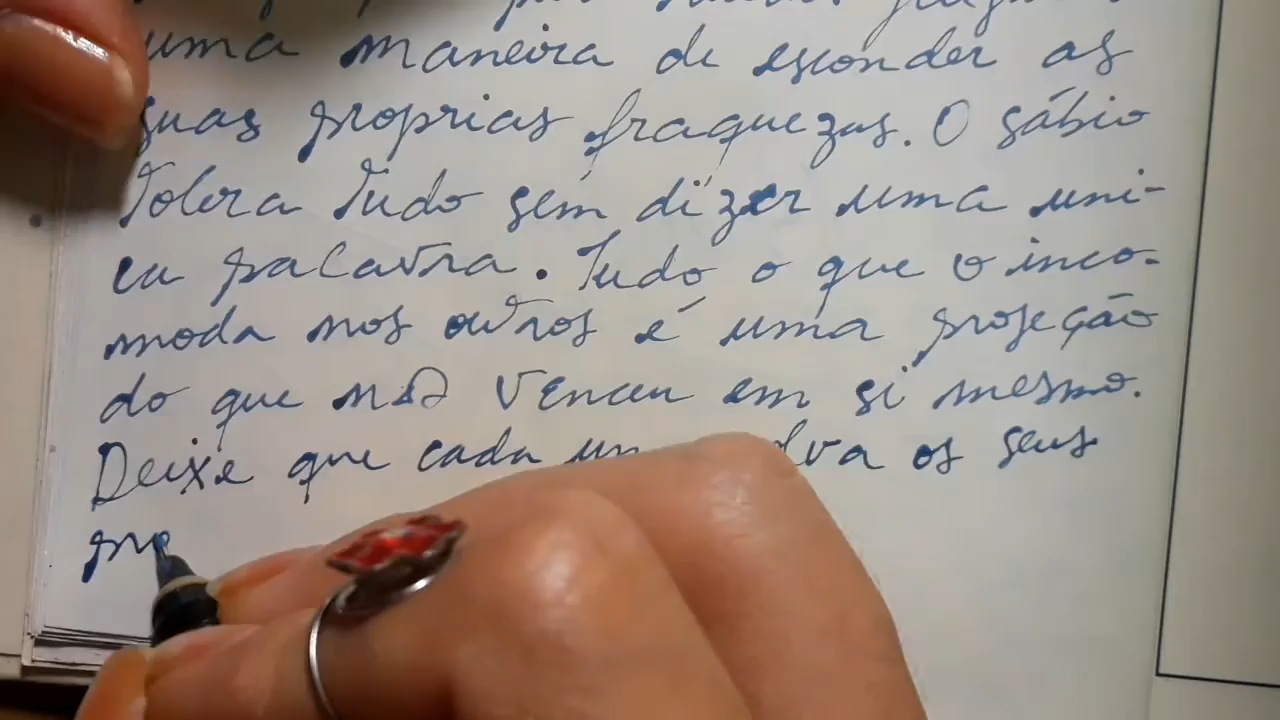 uma maneira de esconder as
suas proprias fraquezas. O sábio
Tolera Tudo sem dizer uma uni-
ca palavra. Tudo o que o inco-
moda nos outros é uma projeção
do que não venceu em si mesmo.
Deixe que cada os seus